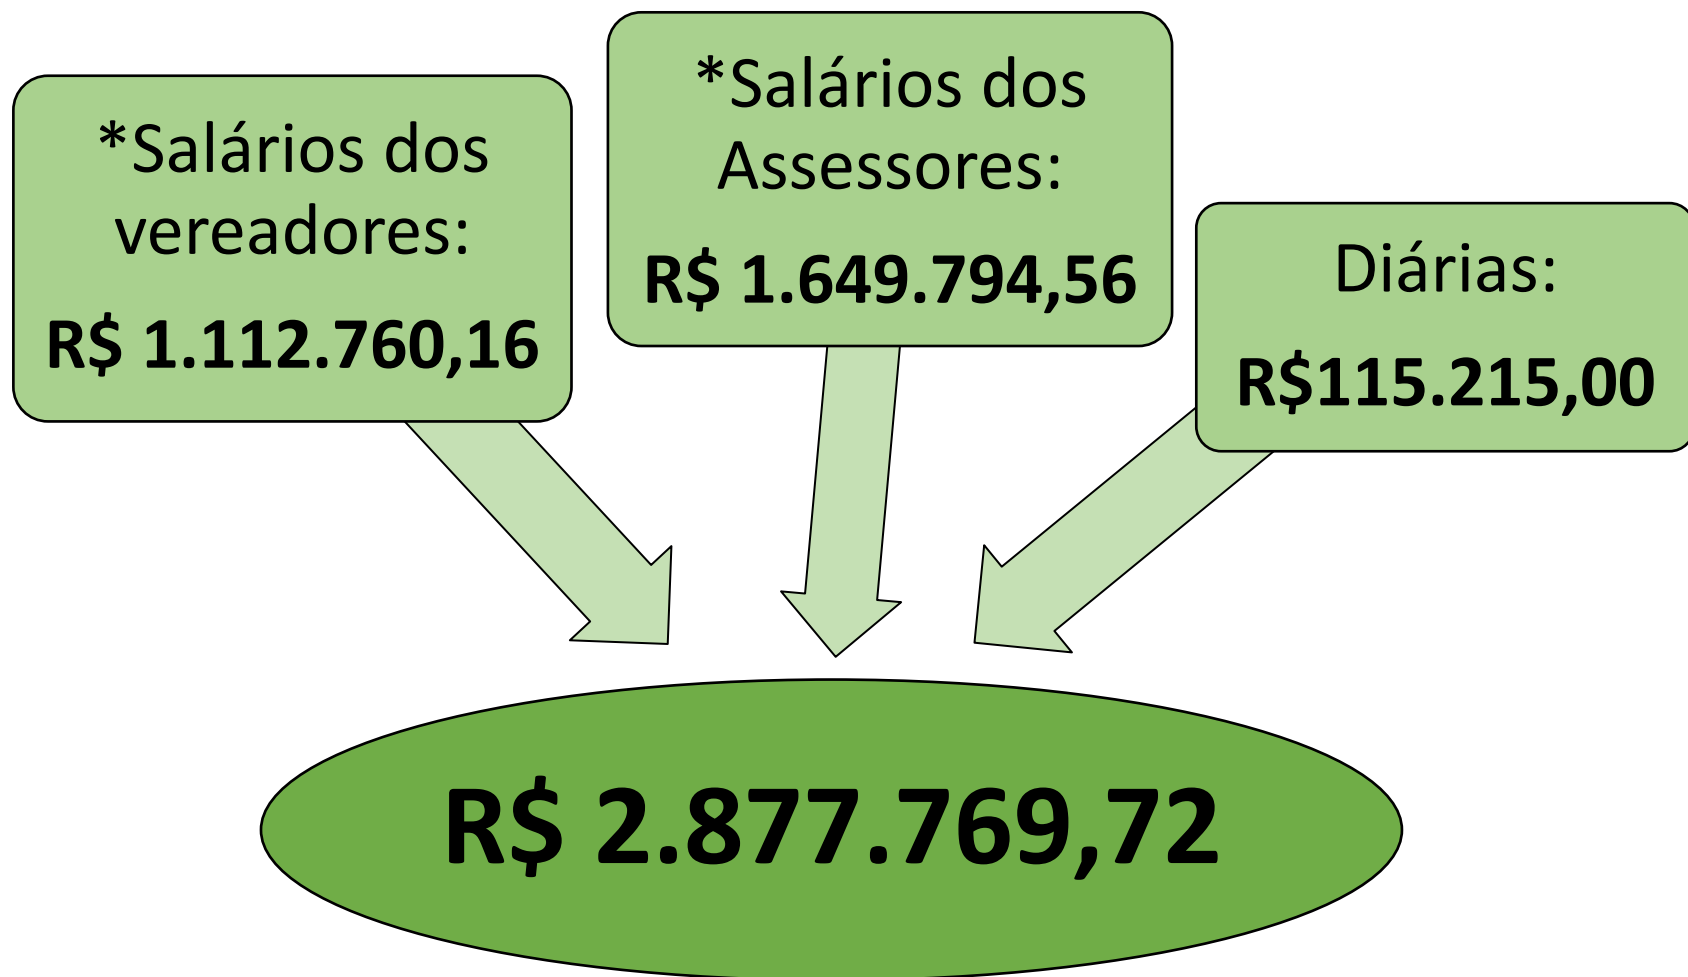 *Salários dos
vereadores:
R$ 1.112.760,16
*Salários dos
Assessores:
R$ 1.649.794,56
Diárias:
R$115.215,00
R$ 2.877.769,72